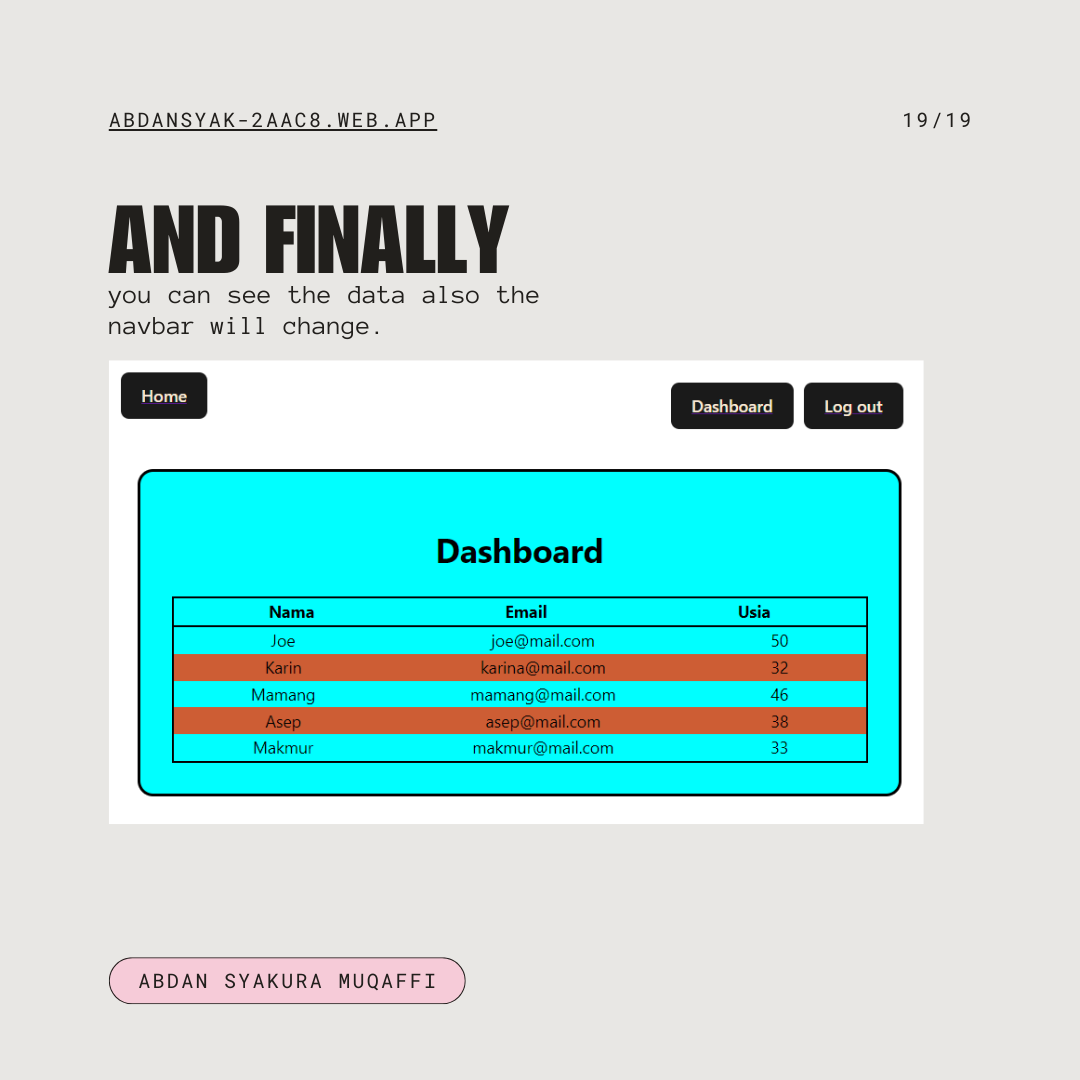 ABDANSYAK-2AAC8.WEB.APP 19/19
AND FINALLY
you can see the data also the
navbar will change.
Home Dashboard Log out
Dashboard
Nama Email Usia
Joe joe@mail.com 50
Karin karina@mail.com 32
Mamang mamang@mail.com 46
Asep asep@mail.com 38
Makmur makmur@mail.com 33
ABDAN SYAKURA MUQAFFI